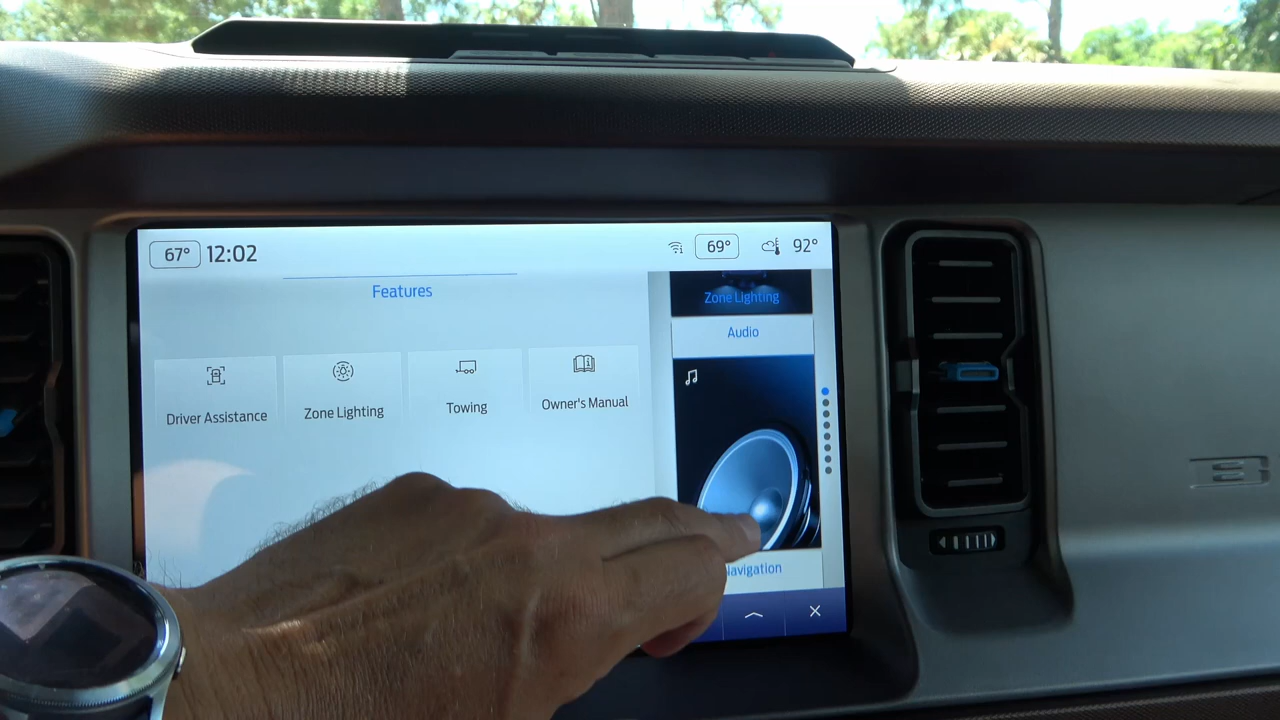 67° 12:02 69° 92°
Features
Zone Lighting
Audio
Driver Assistance
Zone Lighting
Towing
Owner's Manual
Navigation